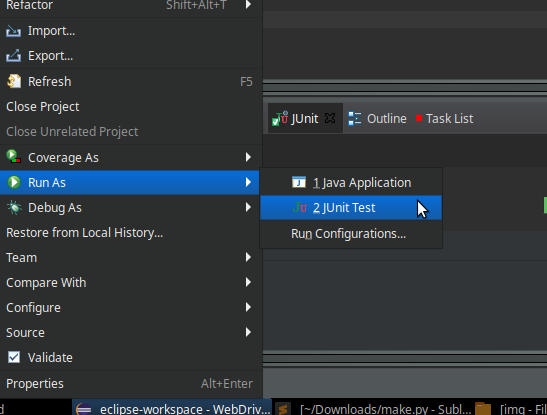 Refactor Shift+Alt+T
Import...
Export...
Refresh F5
Close Project
Close Unrelated Project
Coverage As
Run As
Debug As
Restore from Local History...
Team
Compare With
Configure
Source
Validate
Properties Alt+Enter
JUnit Outline Task List
1 Java Application
2 JUnit Test
Run Configurations...
eclipse-workspace - WebDriv... [~/Downloads/make.py - Subl... [img - Fil